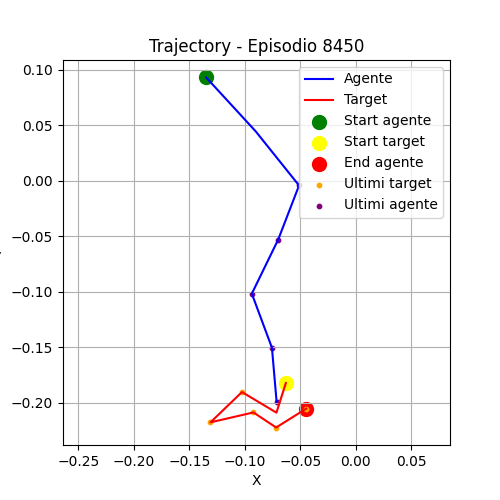 Trajectory - Episodio 8450
0.10
0.05
0.00
−0.05
−0.10
−0.15
−0.20
Agente
Target
Start agente
Start target
End agente
Ultimi target
Ultimi agente
−0.25 −0.20 −0.15 −0.10 −0.05 0.00 0.05
X